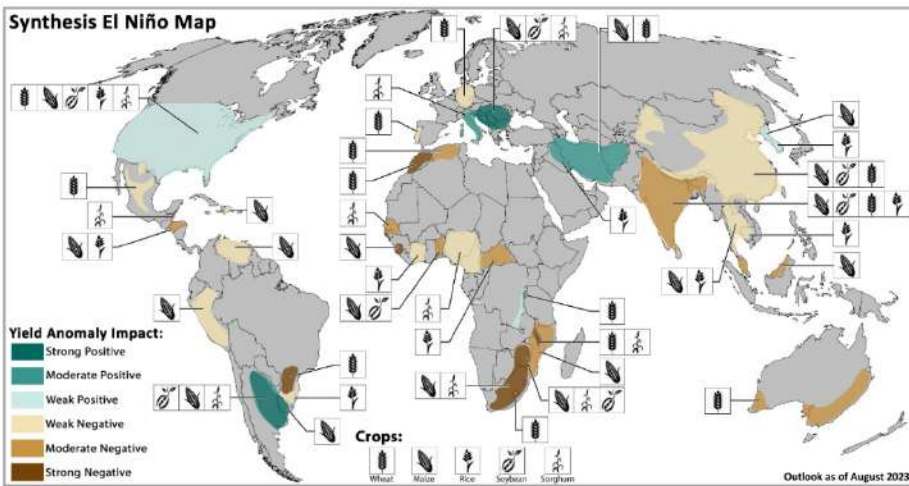 Synthesis El Niño Map
Yield Anomaly Impact:
Strong Positive
Moderate Positive
Weak Positive
Weak Negative
Moderate Negative
Strong Negative
Crops:
Wheat Maize Rice Soybean Sorghum
Outlook as of August 2023